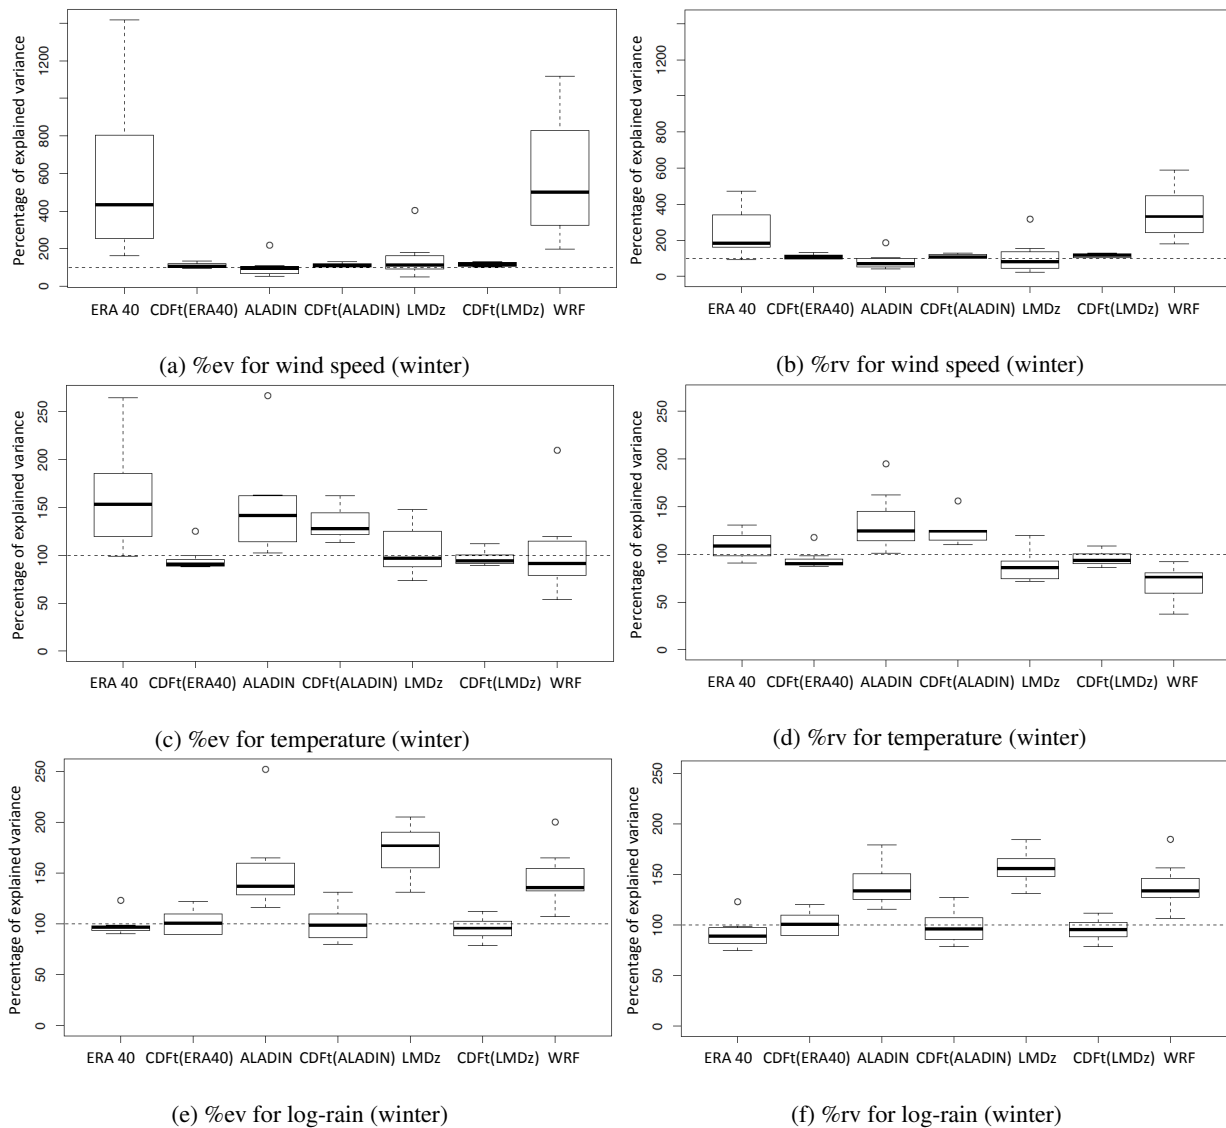 Percentage of explained variance
0 200 400 600 800 1200
ERA 40 CDFt(ERA40) ALADIN CDFt(ALADIN) LMDz CDFt(LMDz) WRF
(a) %ev for wind speed (winter)
Percentage of explained variance
0 200 400 600 800 1200
ERA 40 CDFt(ERA40) ALADIN CDFt(ALADIN) LMDz CDFt(LMDz) WRF
(b) %rv for wind speed (winter)
Percentage of explained variance
0 50 100 150 200 250
ERA 40 CDFt(ERA40) ALADIN CDFt(ALADIN) LMDz CDFt(LMDz) WRF
(c) %ev for temperature (winter)
Percentage of explained variance
0 50 100 150 200 250
ERA 40 CDFt(ERA40) ALADIN CDFt(ALADIN) LMDz CDFt(LMDz) WRF
(d) %rv for temperature (winter)
Percentage of explained variance
0 50 100 150 200 250
ERA 40 CDFt(ERA40) ALADIN CDFt(ALADIN) LMDz CDFt(LMDz) WRF
(e) %ev for log-rain (winter)
Percentage of explained variance
0 50 100 150 200 250
ERA 40 CDFt(ERA40) ALADIN CDFt(ALADIN) LMDz CDFt(LMDz) WRF
(f) %rv for log-rain (winter)